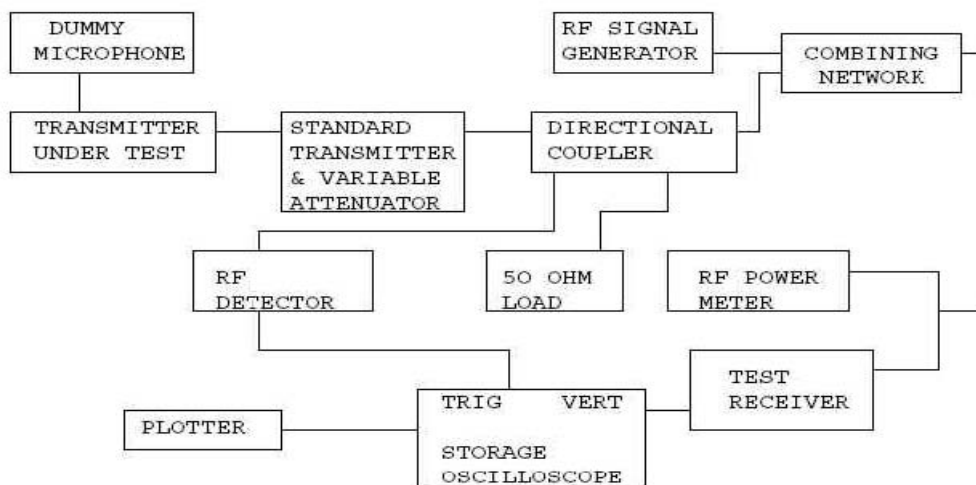 DUMMY
MICROPHONE
RF SIGNAL
GENERATOR
COMBINING
NETWORK
TRANSMITTER
UNDER TEST
STANDARD
TRANSMITTER
& VARIABLE
ATTENUATOR
DIRECTIONAL
COUPLER
RF
DETECTOR
50 OHM
LOAD
RF POWER
METER
TEST
RECEIVER
TRIG VERT
STORAGE
OSCILLOSCOPE
PLOTTER